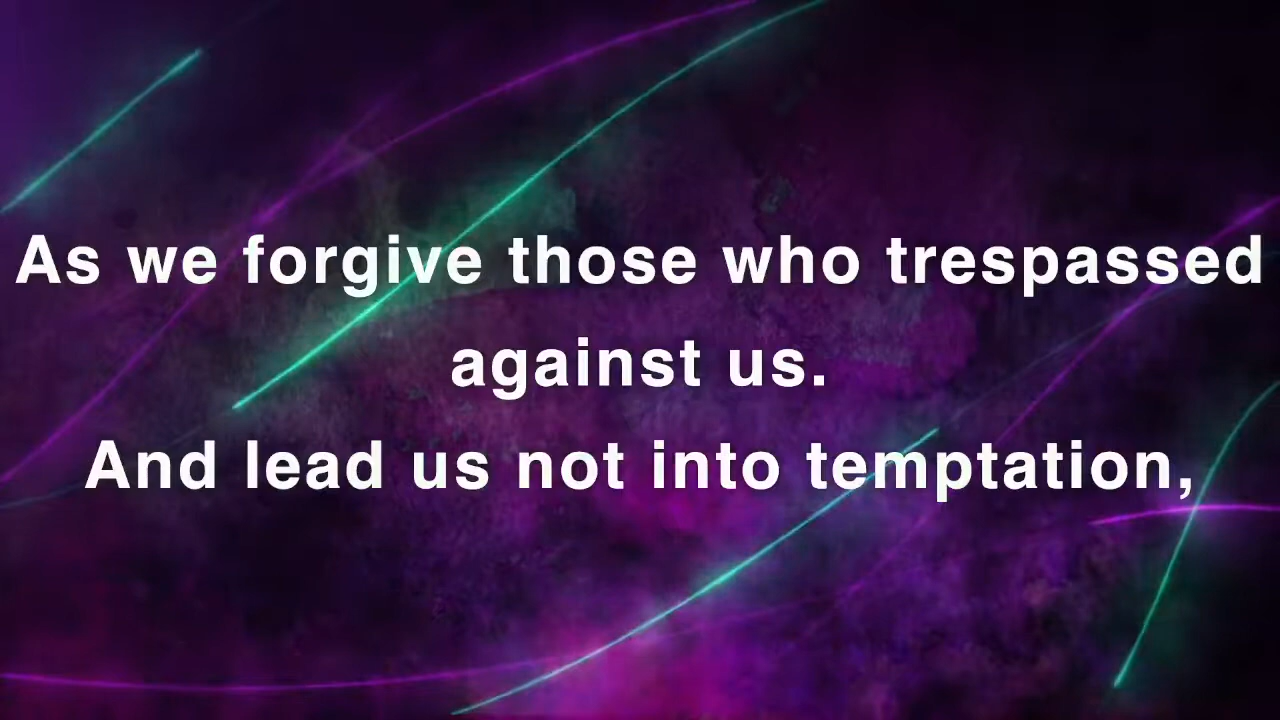 As we forgive those who trespassed
against us.
And lead us not into temptation,